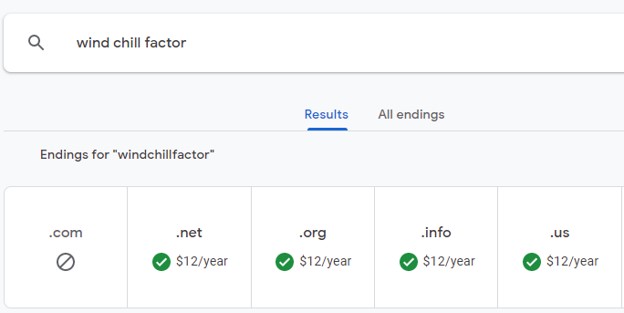 wind chill factor
Results All endings
Endings for "windchillfactor"
.com .net .org .info .us
$12/year $12/year $12/year $12/year